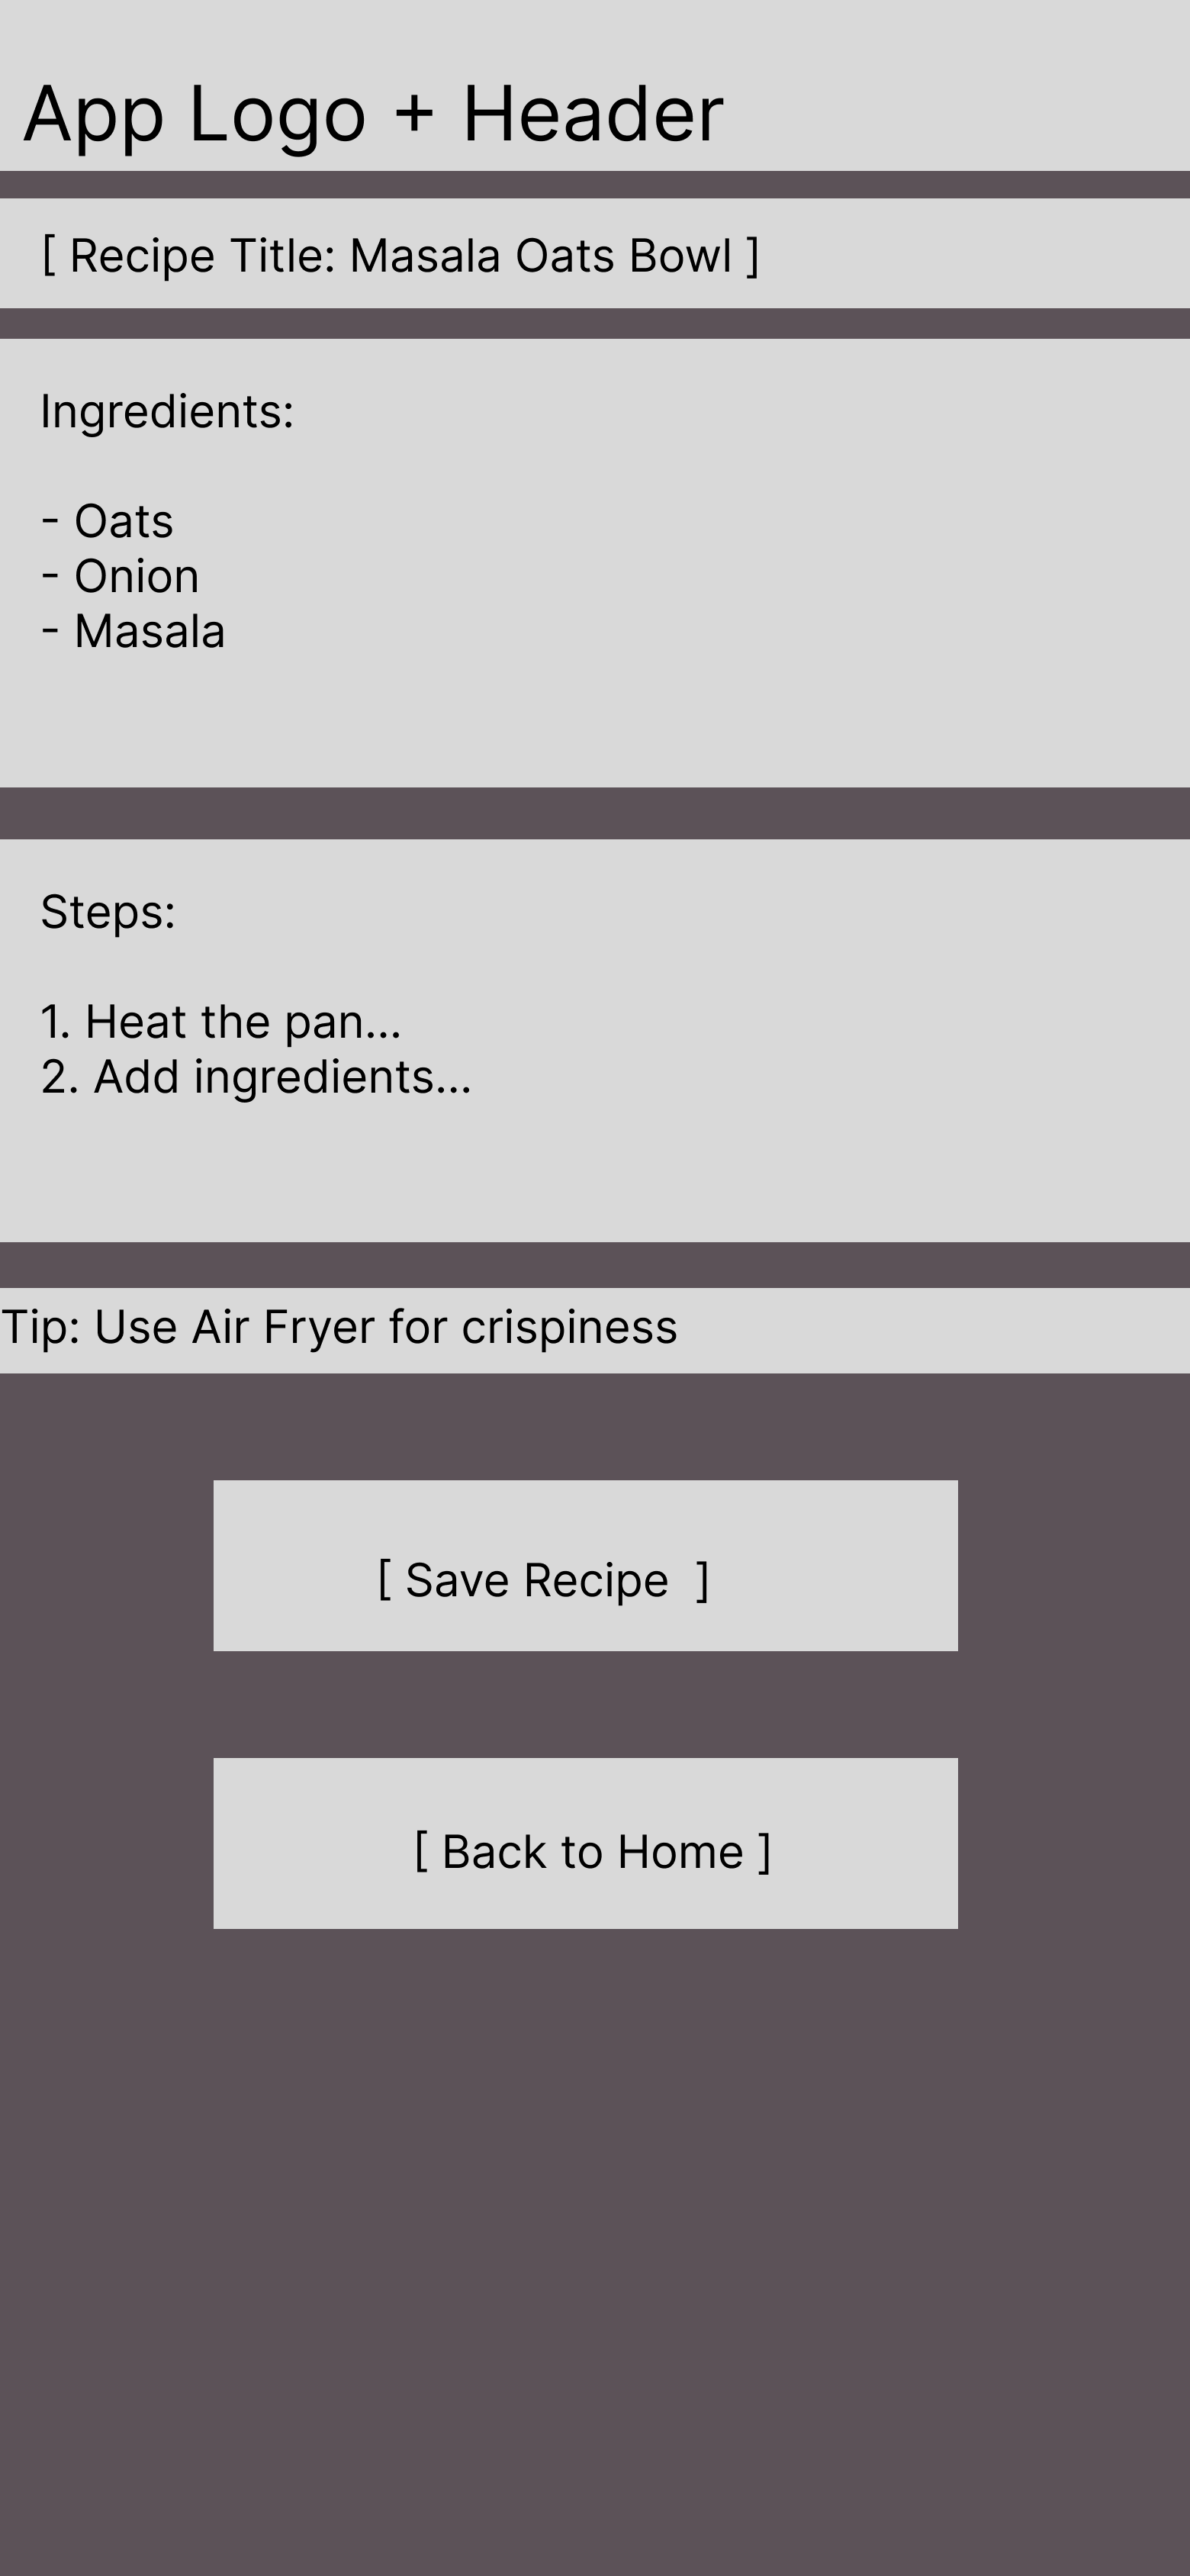 App Logo + Header
[ Recipe Title: Masala Oats Bowl ]
Ingredients:
- Oats
- Onion
- Masala
Steps:
1. Heat the pan...
2. Add ingredients...
Tip: Use Air Fryer for crispiness
[ Save Recipe  ]
[ Back to Home ]